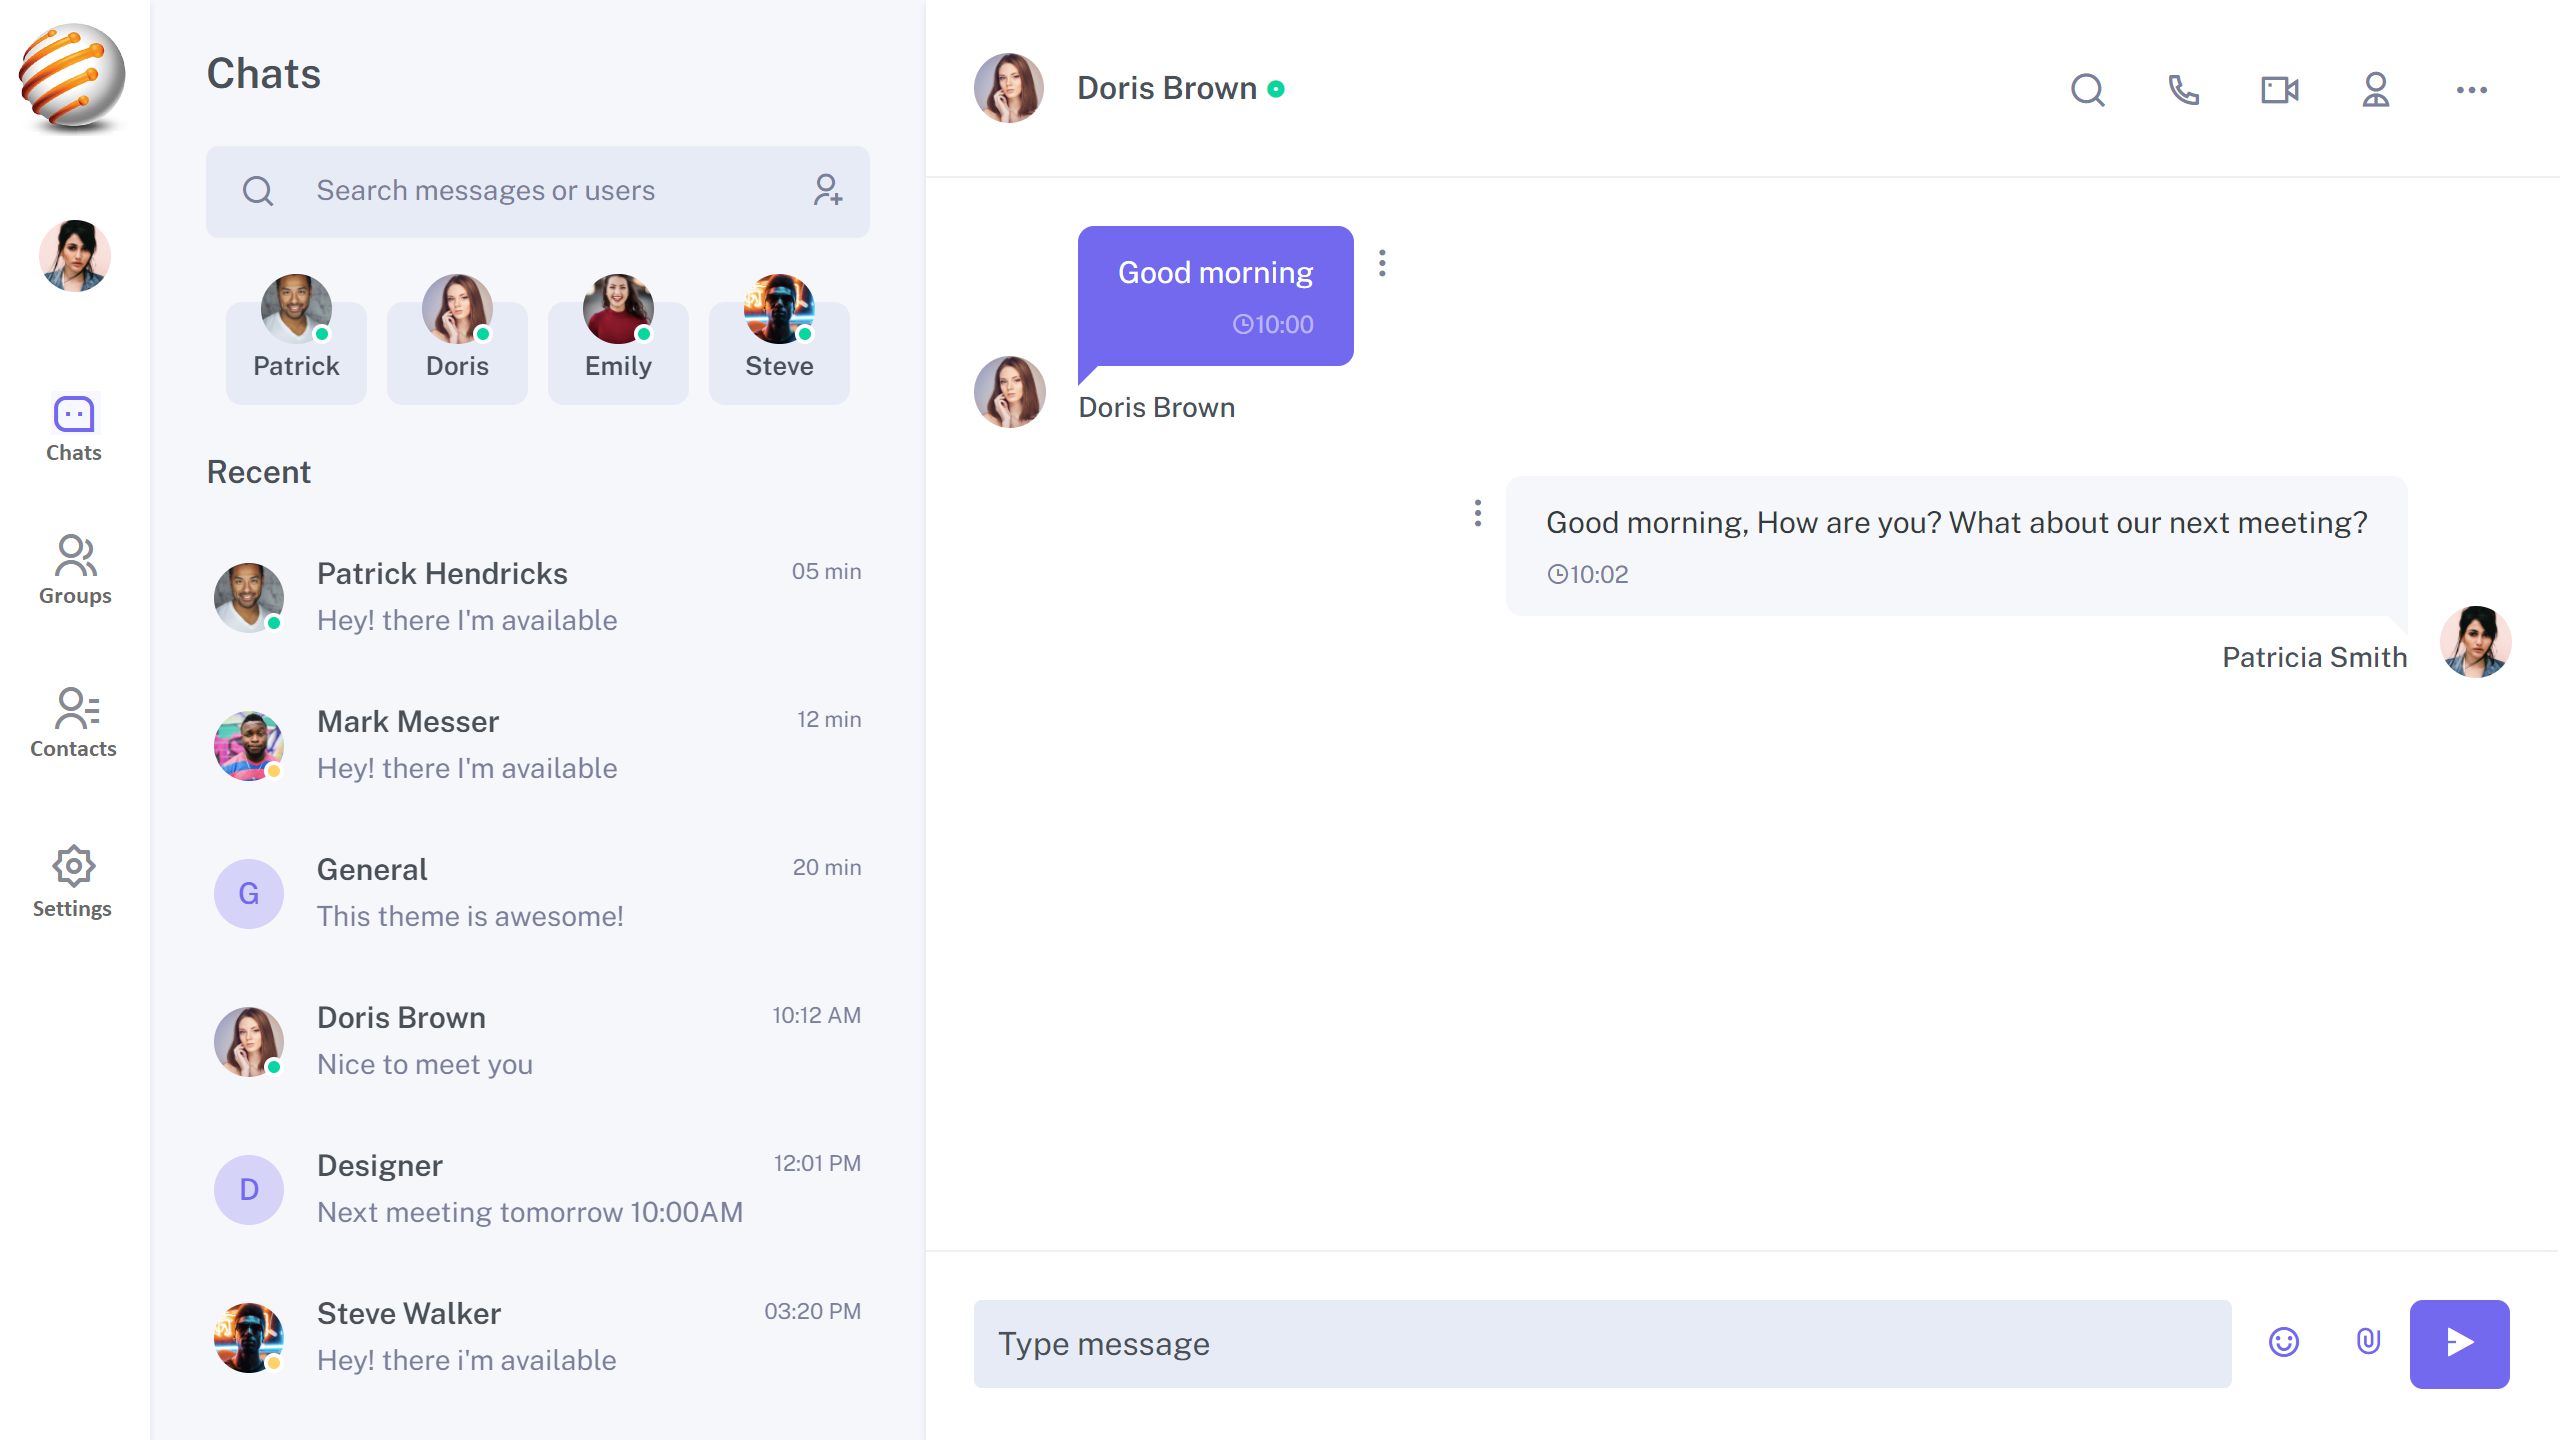 Chats
Groups
Contacts
Settings
Chats
Search messages or users
Patrick
Doris
Emily
Steve
Recent
Patrick Hendricks
05 min
Hey! there I'm available
Mark Messer
12 min
Hey! there I'm available
G
General
20 min
This theme is awesome!
Doris Brown
10:12 AM
Nice to meet you
D
Designer
12:01 PM
Next meeting tomorrow 10:00AM
Steve Walker
03:20 PM
Hey! there i'm available
Doris Brown
Good morning
10:00
Doris Brown
Good morning, How are you? What about our next meeting?
10:02
Patricia Smith
Type message